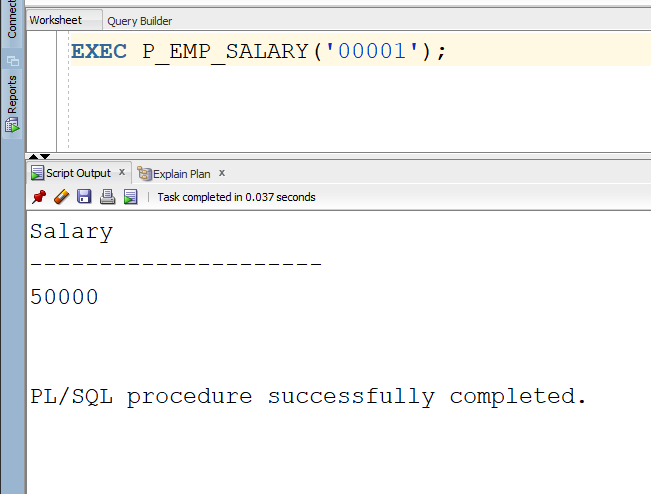 Connect
Reports
Worksheet Query Builder
EXEC P_EMP_SALARY('00001');
Script Output x Explain Plan x
Task completed in 0.037 seconds
Salary
---------------------
50000
PL/SQL procedure successfully completed.